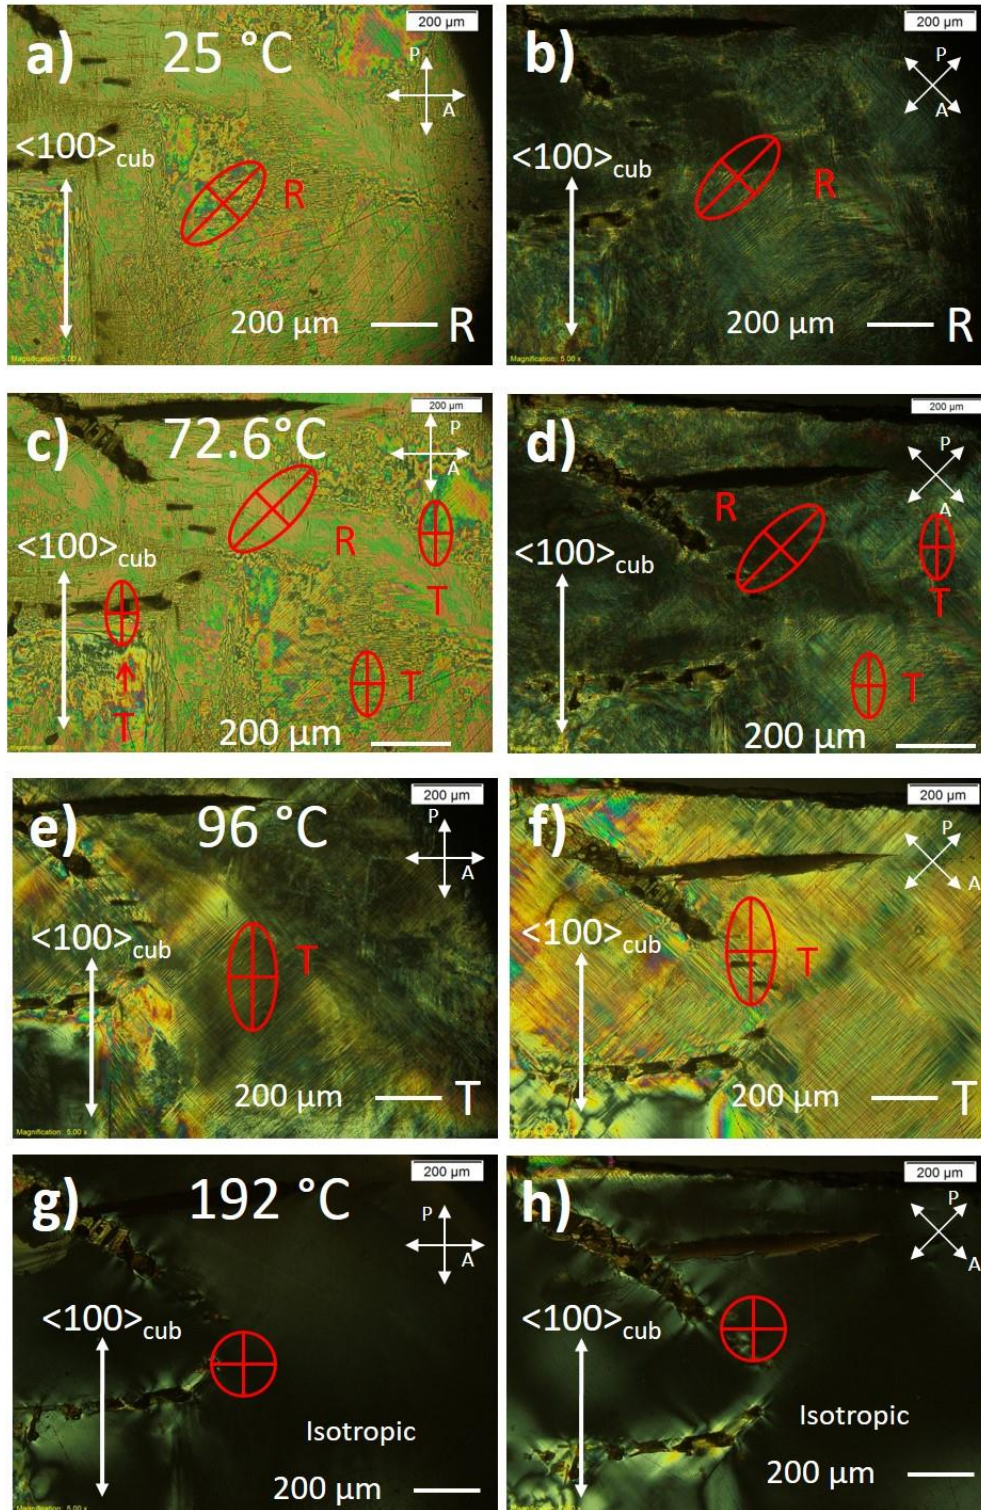 a) 25 °C
200 µm
P
A
<100>cub
R
200 µm
R
Magnification: 5.00 x
b)
200 µm
P
A
<100>cub
R
200 µm
R
c) 72.6°C
200 µm
P
A
<100>cub
R
T
T
T
200 µm
d)
200 µm
P
A
R
<100>cub
T
T
200 µm
e) 96 °C
200 µm
P
A
<100>cub
T
200 µm
T
Magnification: 5.00 x
f)
200 µm
P
A
<100>cub
T
200 µm
T
g) 192 °C
200 µm
P
A
<100>cub
Isotropic
200 µm
Magnification: 5.00 x
h)
200 µm
P
A
<100>cub
Isotropic
200 µm